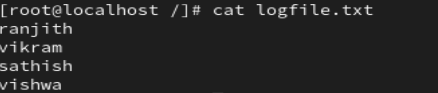 [root@localhost /]# cat logfile.txt
ranjith
vikram
sathish
vishwa